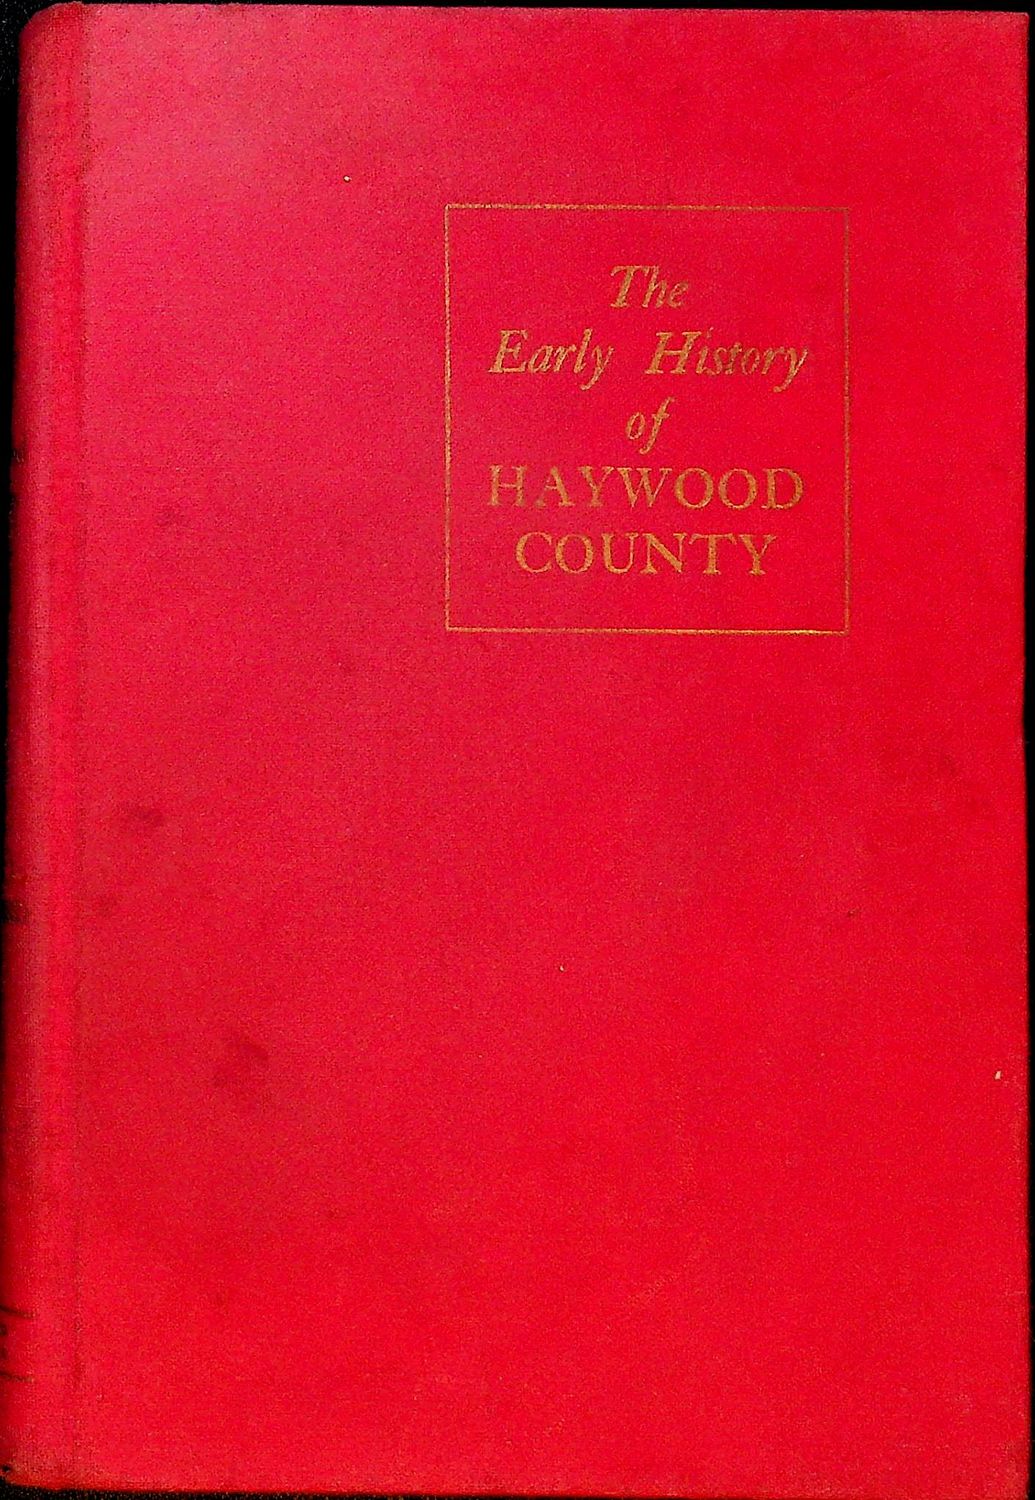 The
Early History
of
HAYWOOD
COUNTY